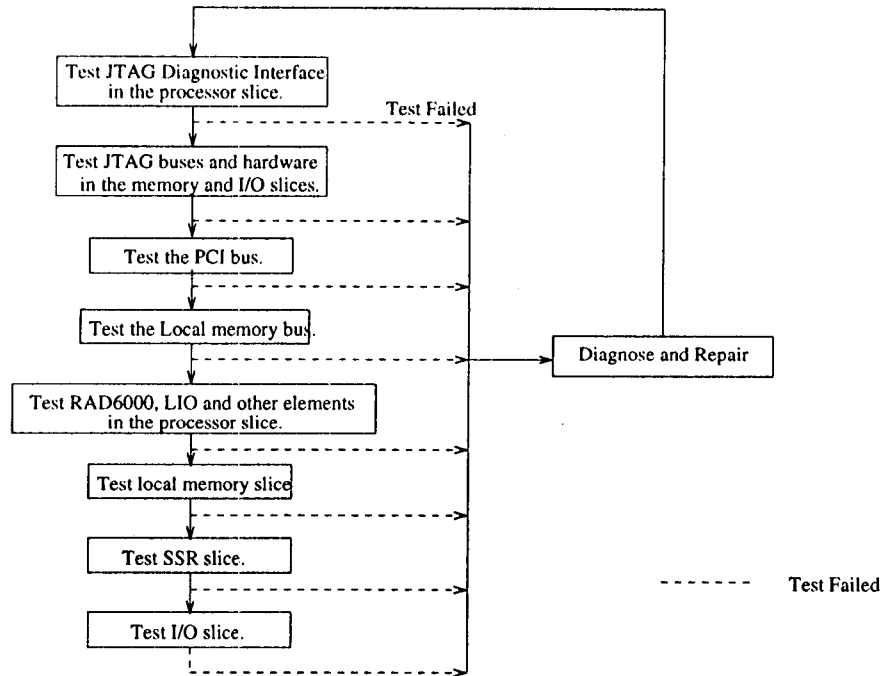 Test JTAG Diagnostic Interface
in the processor slice.
Test Failed
Test JTAG buses and hardware
in the memory and I/O slices.
Test the PCI bus.
Test the Local memory bus.
Diagnose and Repair
Test RAD6000, LIO and other elements
in the processor slice.
Test local memory slice
Test SSR slice.
Test Failed
Test I/O slice.